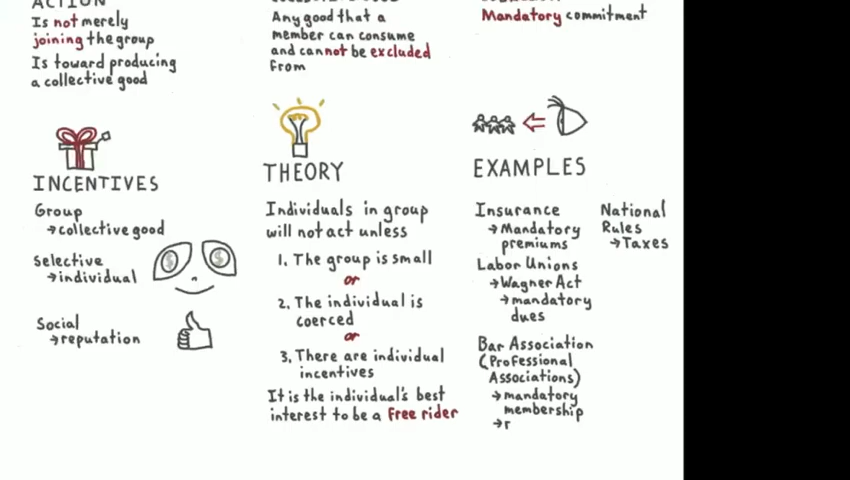 ACTION
Is not merely
joining the group
Is toward producing
a collective good
Any good that a
member can consume
and cannot be excluded
from
Mandatory commitment
INCENTIVES
Group
→collective good
Selective
→individual
Social
→reputation
THEORY
Individuals in group
will not act unless
1. The group is small
or
2. The individual is
coerced
or
3. There are individual
incentives
It is the individual's best
interest to be a free rider
EXAMPLES
Insurance
→Mandatory
premiums
Labor Unions
→Wagner Act
→mandatory
dues
Bar Association
(Professional
Associations)
→mandatory
membership
→r
National
Rules
→Taxes